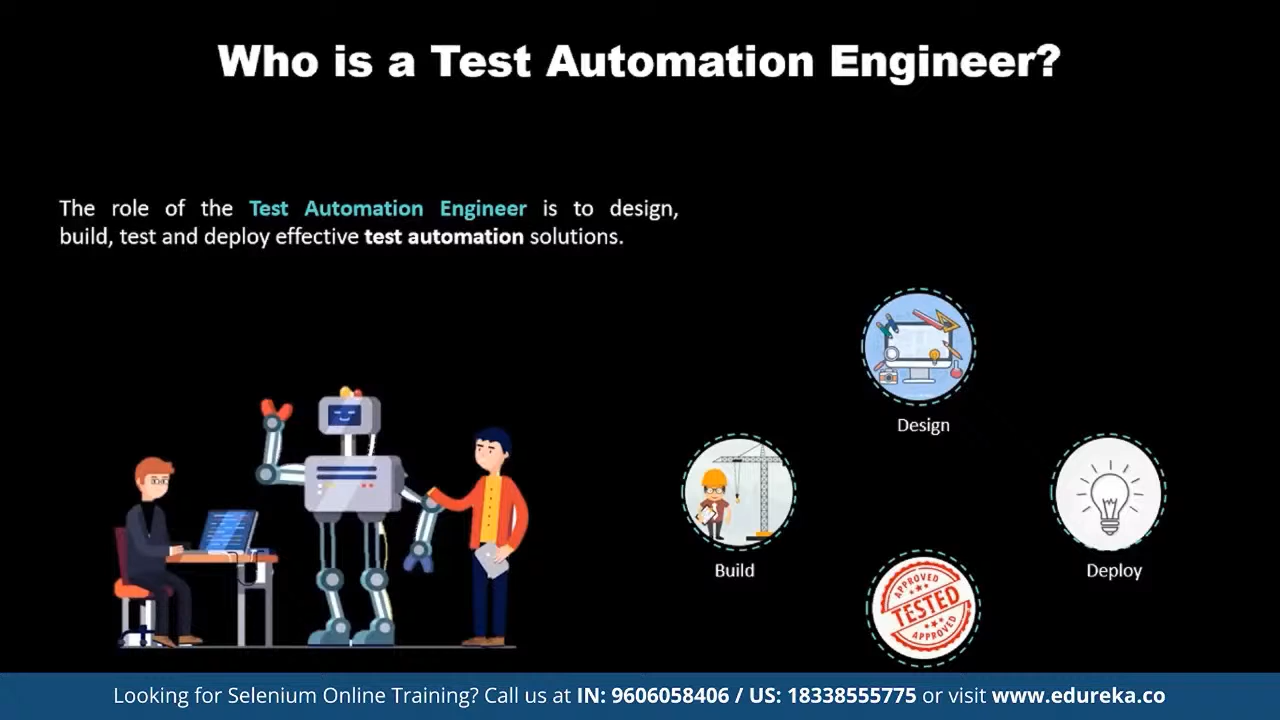 Who is a Test Automation Engineer?
The role of the Test Automation Engineer is to design,
build, test and deploy effective test automation solutions.
Design
Build
Deploy
APPROVED
TESTED
APPROVED
Looking for Selenium Online Training? Call us at IN: 9606058406 / US: 18338555775 or visit www.edureka.co